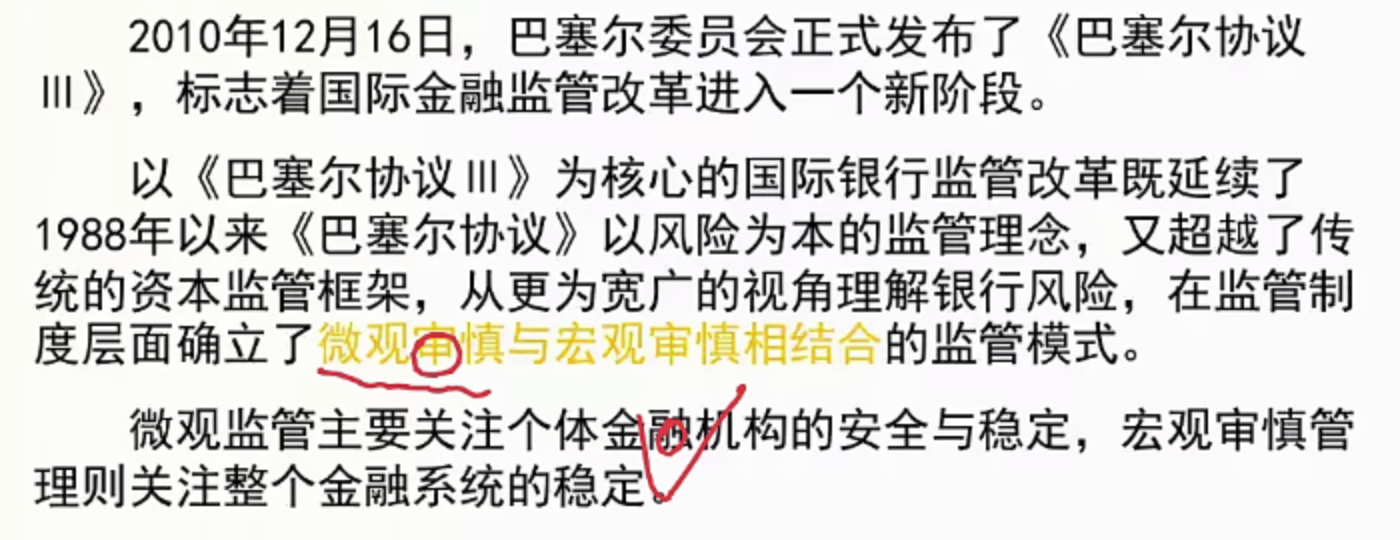 2010年12月16日，巴塞尔委员会正式发布了《巴塞尔协议
Ⅲ》，标志着国际金融监管改革进入一个新阶段。
以《巴塞尔协议Ⅲ》为核心的国际银行监管改革既延续了
1988年以来《巴塞尔协议》以风险为本的监管理念，又超越了传
统的资本监管框架，从更为宽广的视角理解银行风险，在监管制
度层面确立了微观审慎与宏观审慎相结合的监管模式。
微观监管主要关注个体金融机构的安全与稳定，宏观审慎管
理则关注整个金融系统的稳定。